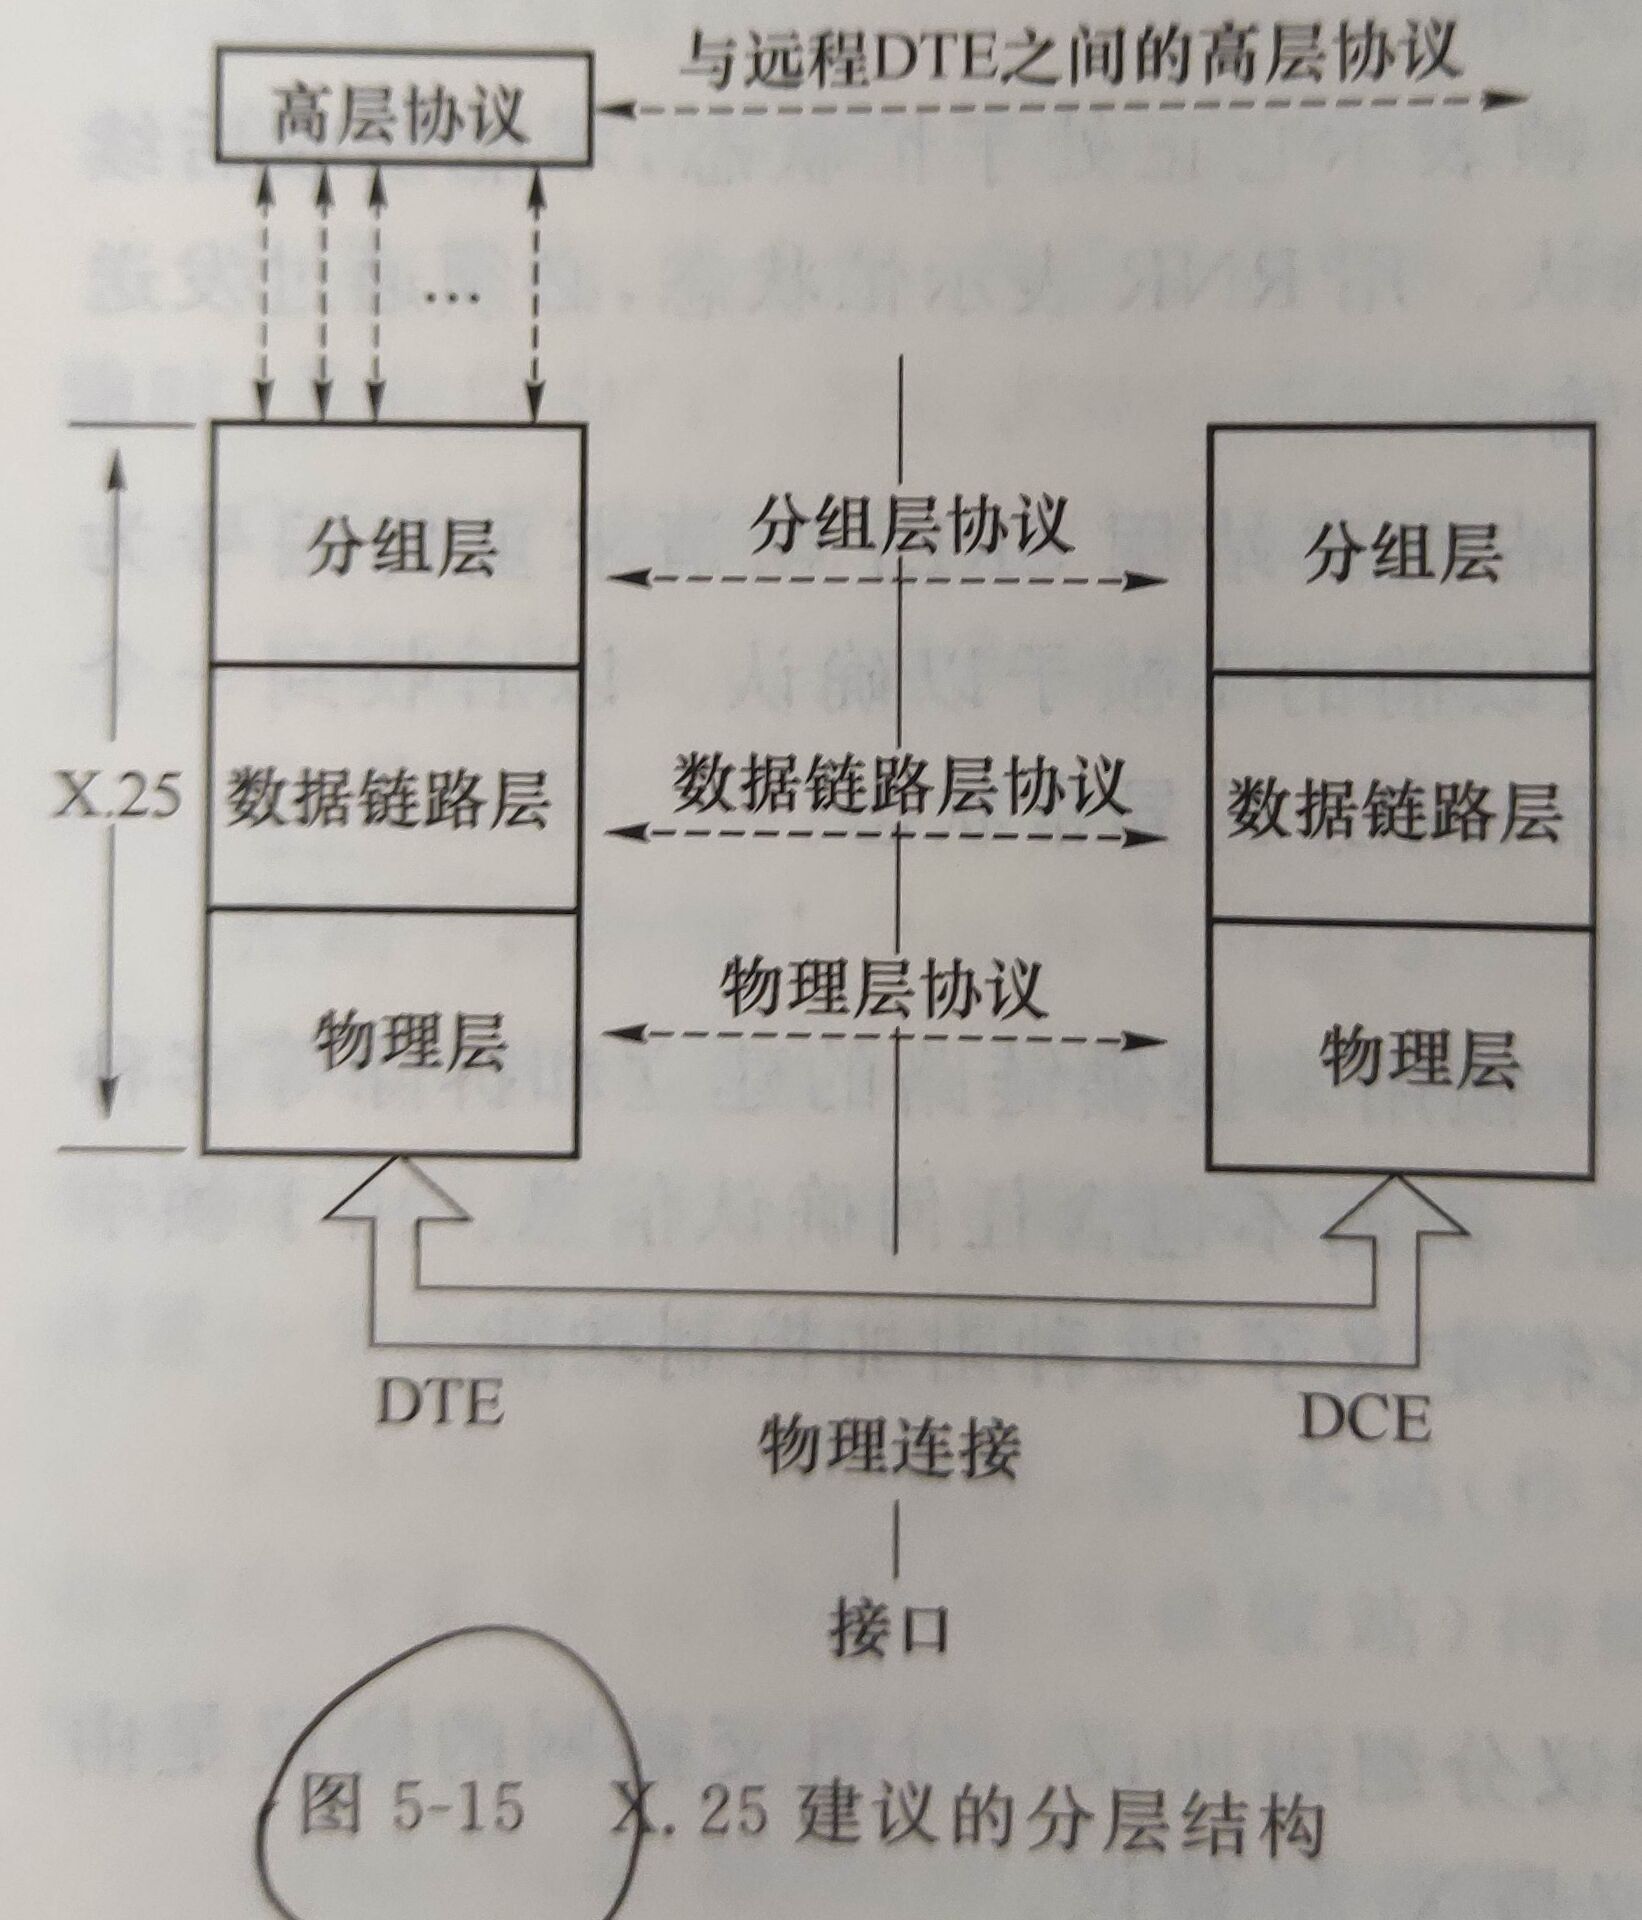 与远程DTE之间的高层协议
高层协议
...
分组层
分组层协议
分组层
X.25
数据链路层
数据链路层协议
数据链路层
物理层
物理层协议
物理层
DTE
DCE
物理连接
接口
图 5-15 X.25 建议的分层结构